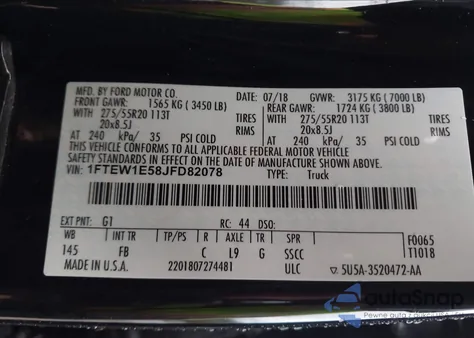 MFD. BY FORD MOTOR CO. 07/18 GVWR: 3175 KG (7000 LB)
FRONT GAWR: 1565 KG (3450 LB) REAR GAWR: 1724 KG (3800 LB)
WITH 275/55R20 113T TIRES WITH 275/55R20 113T TIRES
20x8.5J RIMS 20x8.5J RIMS
AT 240 kPa/ 35 PSI COLD AT 240 kPa/ 35 PSI COLD
THIS VEHICLE CONFORMS TO ALL APPLICABLE FEDERAL MOTOR VEHICLE SAFETY AND THEFT PREVENTION STANDARDS IN EFFECT ON THE DATE OF MANUFACTURE SHOWN ABOVE.
VIN: 1FTEW1E58JFD82078 TYPE: Truck
EXT PNT: G1 RC: 44 DSO:
WB INT TR TP/PS R AXLE TR SPR F0065
145 FB C L9 G SSCC T1018
MADE IN U.S.A. 2201807274481 ULC ▽ 5U5A-3520472-AA
autoSnap